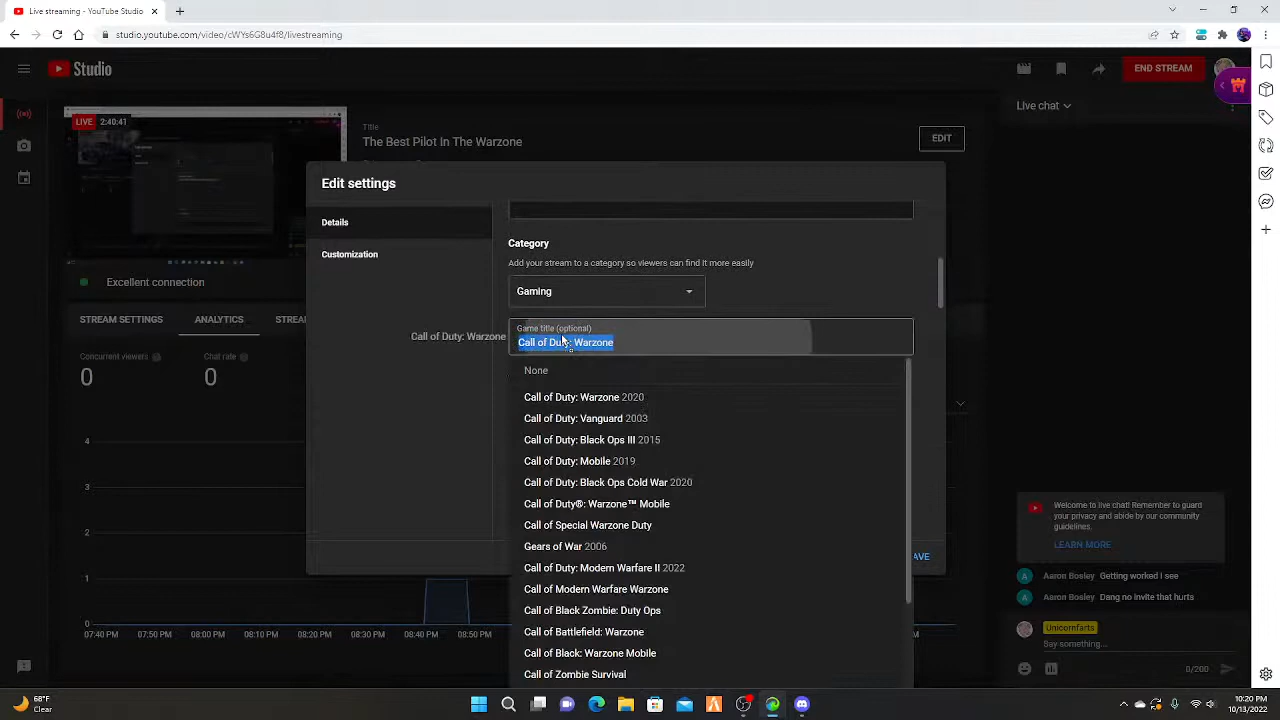 Live streaming - YouTube Studio
studio.youtube.com/video/cWYs6G8u4f8/livestreaming
Studio
END STREAM
LIVE 2:40:41
Title
The Best Pilot In The Warzone
EDIT
Live chat
Edit settings
Details
Customization
Category
Add your stream to a category so viewers can find it more easily
Gaming
Game title (optional)
Call of Duty: Warzone
Call of Duty: Warzone
None
Call of Duty: Warzone 2020
Call of Duty: Vanguard 2003
Call of Duty: Black Ops III 2015
Call of Duty: Mobile 2019
Call of Duty: Black Ops Cold War 2020
Call of Duty®: Warzone™ Mobile
Call of Special Warzone Duty
Gears of War 2006
Call of Duty: Modern Warfare II 2022
Call of Modern Warfare Warzone
Call of Black Zombie: Duty Ops
Call of Battlefield: Warzone
Call of Black: Warzone Mobile
Call of Zombie Survival
AVE
Excellent connection
STREAM SETTINGS
ANALYTICS
STREA
Concurrent viewers
0
Chat rate
0
4
3
2
1
0
07:40 PM 07:50 PM 08:00 PM 08:10 PM 08:20 PM 08:30 PM 08:40 PM 08:50 PM
M
Welcome to live chat! Remember to guard
your privacy and abide by our community
guidelines.
LEARN MORE
A Aaron Bosley Getting worked I see
A Aaron Bosley Dang no invite that hurts
Unicornfarts
Say something...
0/200
Clear
10:20 PM
10/3/2022